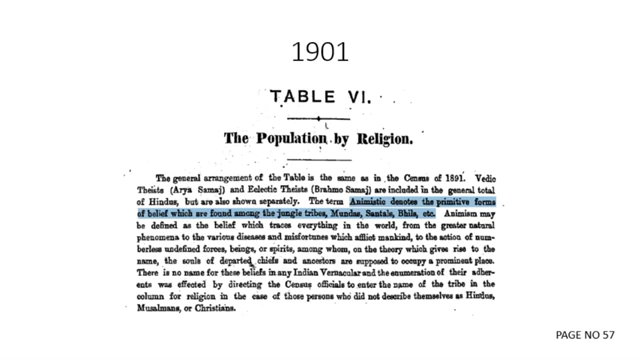 1901
TABLE VI.
The Population by Religion.
The general arrangement of the Table is the same as in the Census of 1891. Vedic
Theists (Arya Samaj) and Eclectic Theists (Brahmo Samaj) are included in the general total
of Hindus, but are also shown separately. The term Animistic denotes the primitive forms
of belief which are found among the jungle tribes, Mundas, Santals, Bhils, etc. Animism may
be defined as the belief which traces everything in the world, from the greater natural
phenomena to the various diseases and misfortunes which afflict mankind, to the action of num-
berless undefined forces, beings, or spirits, among whom, on the theory which gives rise to the
name, the souls of departed chiefs and ancestors are supposed to occupy a prominent place.
There is no name for these beliefs in any Indian Vernacular and the enumeration of their adher-
ents was effected by directing the Census officials to enter the name of the tribe in the
column for religion in the case of those persons who did not describe themselves as Hindus,
Musalmans, or Christians.
PAGE NO 57